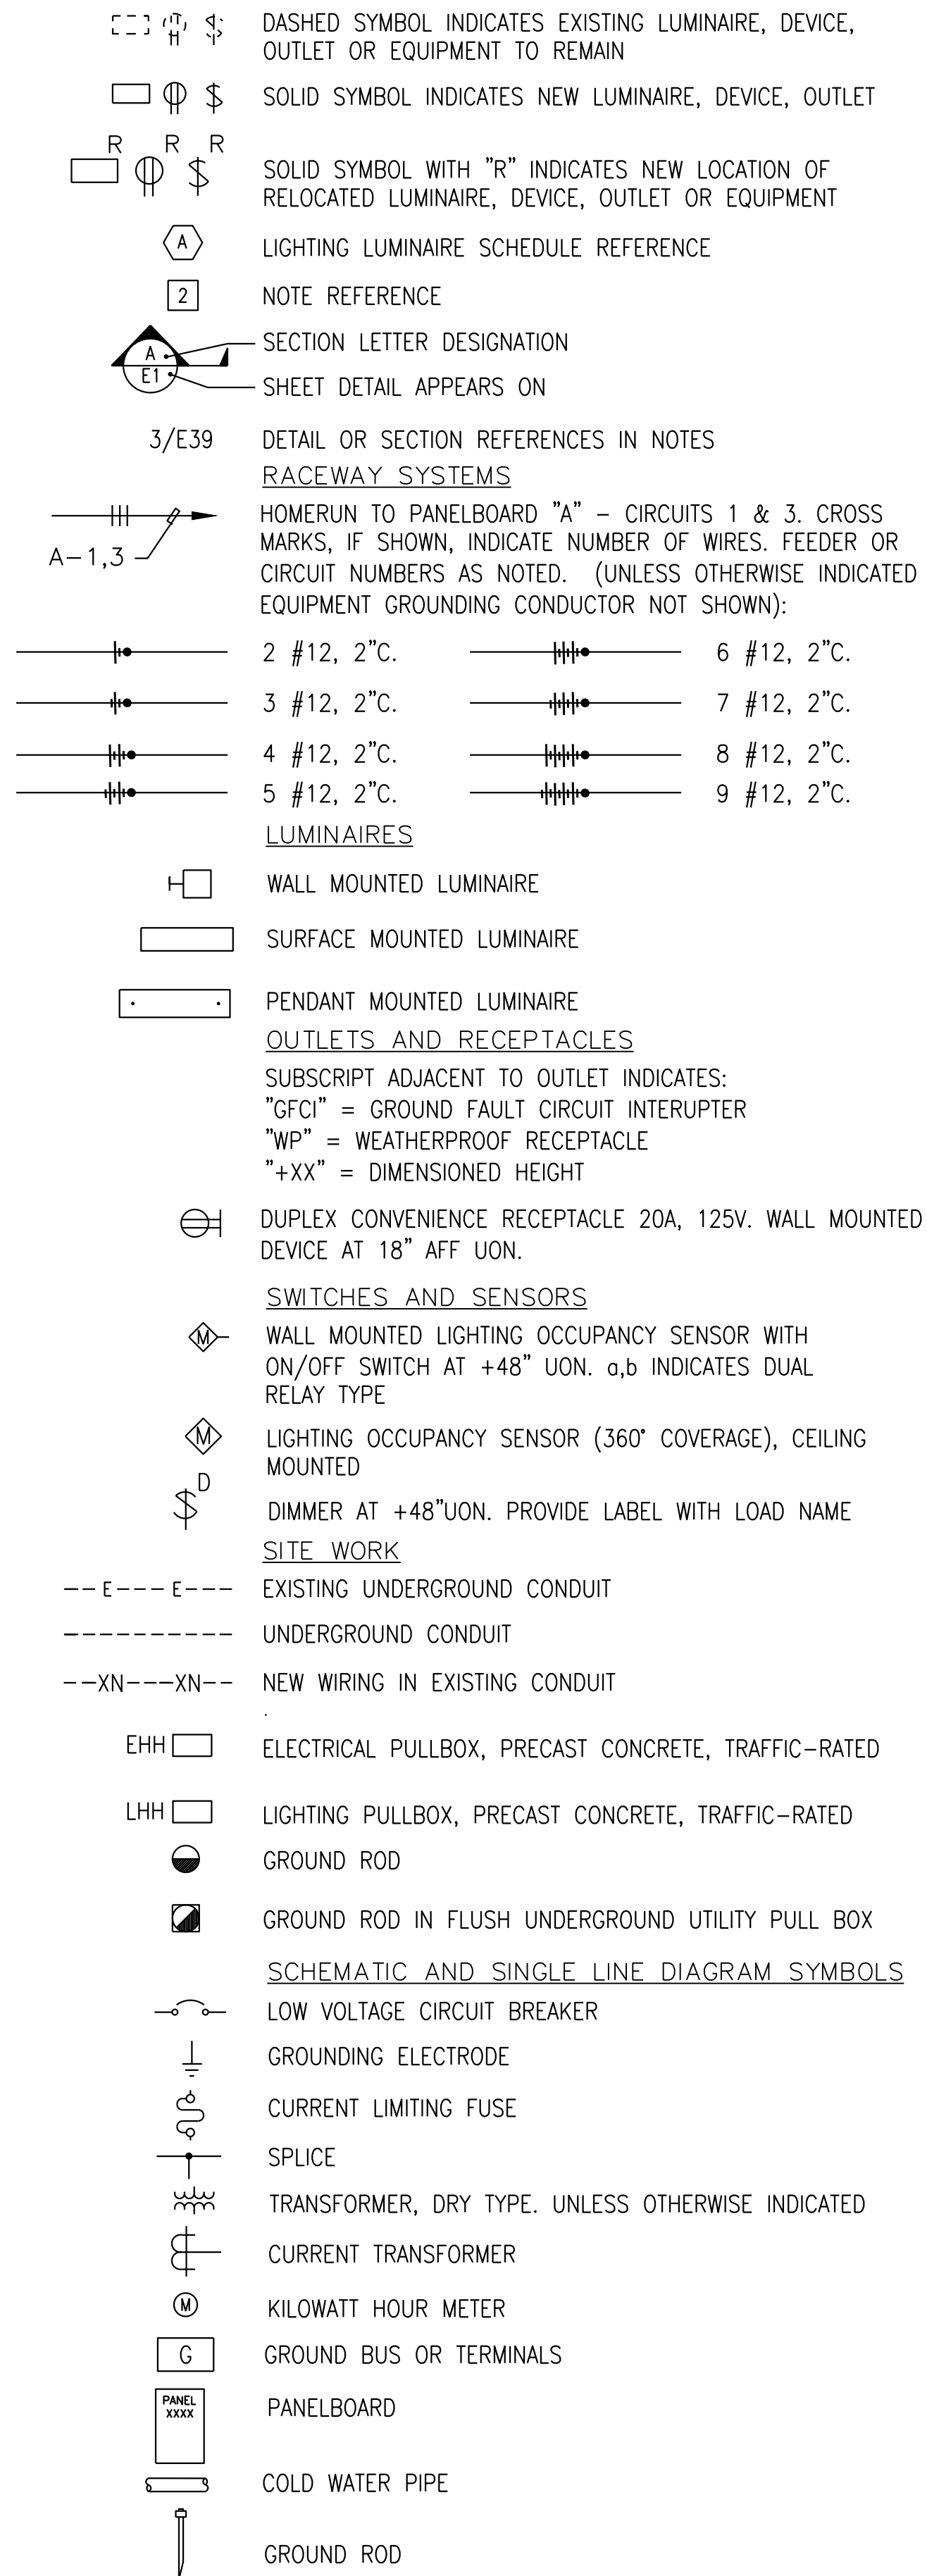 DASHED SYMBOL INDICATES EXISTING LUMINAIRE, DEVICE,
OUTLET OR EQUIPMENT TO REMAIN
SOLID SYMBOL INDICATES NEW LUMINAIRE, DEVICE, OUTLET
R R R
SOLID SYMBOL WITH "R" INDICATES NEW LOCATION OF
RELOCATED LUMINAIRE, DEVICE, OUTLET OR EQUIPMENT
A LIGHTING LUMINAIRE SCHEDULE REFERENCE
2 NOTE REFERENCE
A SECTION LETTER DESIGNATION
E1 SHEET DETAIL APPEARS ON
3/E39 DETAIL OR SECTION REFERENCES IN NOTES
RACEWAY SYSTEMS
HOMERUN TO PANELBOARD "A" – CIRCUITS 1 & 3. CROSS
MARKS, IF SHOWN, INDICATE NUMBER OF WIRES. FEEDER OR
A–1,3
CIRCUIT NUMBERS AS NOTED. (UNLESS OTHERWISE INDICATED
EQUIPMENT GROUNDING CONDUCTOR NOT SHOWN):
2 #12, 2"C. 6 #12, 2"C.
3 #12, 2"C. 7 #12, 2"C.
4 #12, 2"C. 8 #12, 2"C.
5 #12, 2"C. 9 #12, 2"C.
LUMINAIRES
WALL MOUNTED LUMINAIRE
SURFACE MOUNTED LUMINAIRE
PENDANT MOUNTED LUMINAIRE
OUTLETS AND RECEPTACLES
SUBSCRIPT ADJACENT TO OUTLET INDICATES:
"GFCI" = GROUND FAULT CIRCUIT INTERUPTER
"WP" = WEATHERPROOF RECEPTACLE
"+XX" = DIMENSIONED HEIGHT
DUPLEX CONVENIENCE RECEPTACLE 20A, 125V. WALL MOUNTED
DEVICE AT 18" AFF UON.
SWITCHES AND SENSORS
M WALL MOUNTED LIGHTING OCCUPANCY SENSOR WITH
ON/OFF SWITCH AT +48" UON. a,b INDICATES DUAL
RELAY TYPE
M LIGHTING OCCUPANCY SENSOR (360° COVERAGE), CEILING
MOUNTED
D
DIMMER AT +48"UON. PROVIDE LABEL WITH LOAD NAME
SITE WORK
E E EXISTING UNDERGROUND CONDUIT
UNDERGROUND CONDUIT
XN XN NEW WIRING IN EXISTING CONDUIT
EHH ELECTRICAL PULLBOX, PRECAST CONCRETE, TRAFFIC–RATED
LHH LIGHTING PULLBOX, PRECAST CONCRETE, TRAFFIC–RATED
GROUND ROD
GROUND ROD IN FLUSH UNDERGROUND UTILITY PULL BOX
SCHEMATIC AND SINGLE LINE DIAGRAM SYMBOLS
LOW VOLTAGE CIRCUIT BREAKER
GROUNDING ELECTRODE
CURRENT LIMITING FUSE
SPLICE
TRANSFORMER, DRY TYPE. UNLESS OTHERWISE INDICATED
CURRENT TRANSFORMER
M KILOWATT HOUR METER
G GROUND BUS OR TERMINALS
PANEL
XXXX
PANELBOARD
COLD WATER PIPE
GROUND ROD